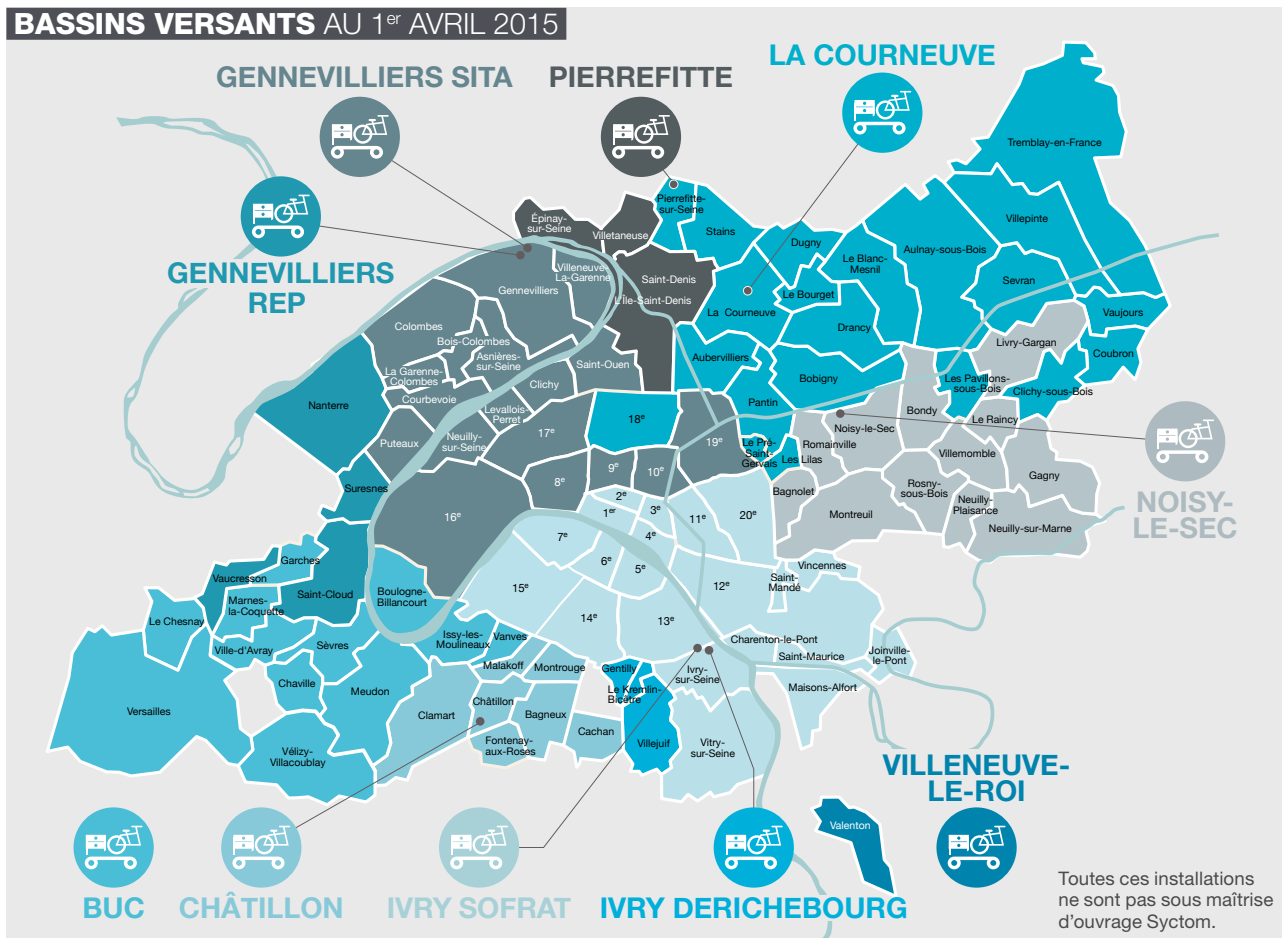 BASSINS VERSANTS AU 1er AVRIL 2015
GENNEVILLIERS SITA
PIERREFITTE
LA COURNEUVE
GENNEVILLIERS
REP
Tremblay-en-France
Épinay-
sur-Seine
Villetaneuse
Pierrefitte-
sur-Seine
Stains
Dugny
Villepinte
Aulnay-sous-Bois
Le Blanc-
Mesnil
Villeneuve-
La-Garenne
Gennevilliers
Saint-Denis
L'Île-Saint-Denis
Le Bourget
Sevran
La Courneuve
Drancy
Vaujours
Colombes
Bois-Colombes
Asnières-
sur-Seine
Saint-Ouen
Aubervilliers
Livry-Gargan
Coubron
La Garenne-
Colombes
Clichy
Bobigny
Les Pavillons-
sous-Bois
Clichy-sous-Bois
Nanterre
Courbevoie
Levallois-
Perret
Pantin
Bondy
Le Raincy
Puteaux
Neuilly-
sur-Seine
17e
18e
19e
Le Pré-
Saint-
Gervais
Les Lilas
Romainville
Noisy-le-Sec
Villemomble
Gagny
Suresnes
16e
8e
9e
10e
Bagnolet
Montreuil
Rosny-
sous-Bois
Neuilly-
Plaisance
Neuilly-sur-Marne
NOISY-
LE-SEC
2e
1er
3e
11e
20e
7e
4e
6e
5e
Garches
Vaucresson
Saint-Cloud
Marnes-
la-Coquette
Boulogne-
Billancourt
15e
12e
Saint-
Mandé
Vincennes
Le Chesnay
Ville-d'Avray
Sèvres
Issy-les-
Moulineaux
Vanves
14e
13e
Charenton-le-Pont
Saint-Maurice
Joinville-
le-Pont
Malakoff
Montrouge
Gentilly
Le Kremlin-
Bicêtre
Ivry-
sur-Seine
Maisons-Alfort
Versailles
Chaville
Meudon
Clamart
Châtillon
Bagneux
Fontenay-
aux-Roses
Cachan
Villejuif
Vitry-
sur-Seine
Vélizy-
Villacoublay
VILLENEUVE-
LE-ROI
Valenton
BUC
CHÂTILLON
IVRY SOFRAT
IVRY DERICHEBOURG
Toutes ces installations
ne sont pas sous maîtrise
d'ouvrage Syctom.